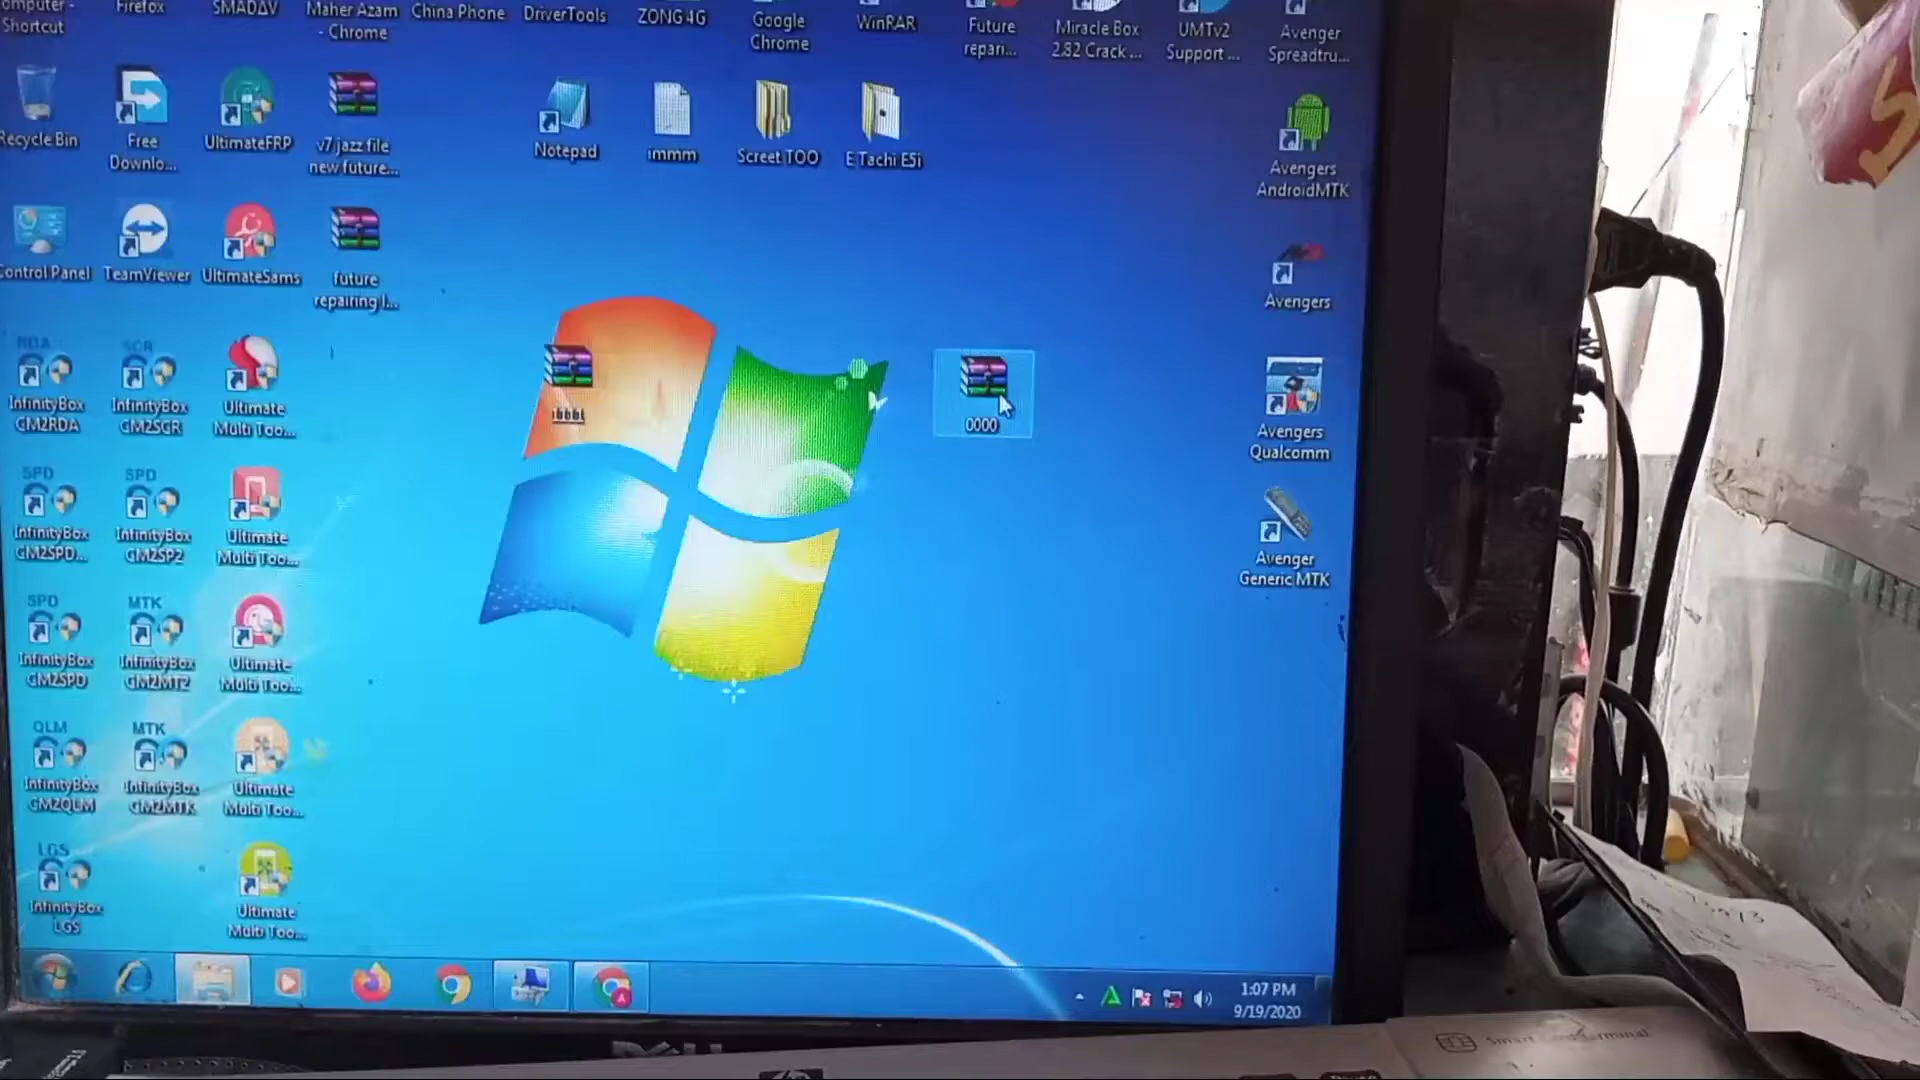 Shortcut
Firefox
SMADAV
Maher Azam
- Chrome
China Phone
DriverTools
ZONG 4G
Google
Chrome
WinRAR
Future
repari...
Miracle Box
2.82 Crack ...
UMTv2
Support ...
Avenger
Spreadtru...
Recycle Bin
Free
Downlo...
UltimateFRP
v7 jazz file
new future...
Notepad
immm
Screet TOO
E Tachi E5i
Avengers
AndroidMTK
Control Panel
TeamViewer
UltimateSams
future
repairing l...
Avengers
RDA
InfinityBox
CM2RDA
SCR
InfinityBox
CM2SCR
Ultimate
Multi Too...
0000
Avengers
Qualcomm
SPD
InfinityBox
CM2SPD...
SPD
InfinityBox
CM2SP2
Ultimate
Multi Too...
Avenger
Generic MTK
SPD
InfinityBox
CM2SPD
MTK
InfinityBox
CM2MT2
Ultimate
Multi Too...
QLM
InfinityBox
CM2QLM
MTK
InfinityBox
CM2MTK
Ultimate
Multi Too...
LGS
InfinityBox
LGS
Ultimate
Multi Too...
1:07 PM
9/19/2020
DELL
hp